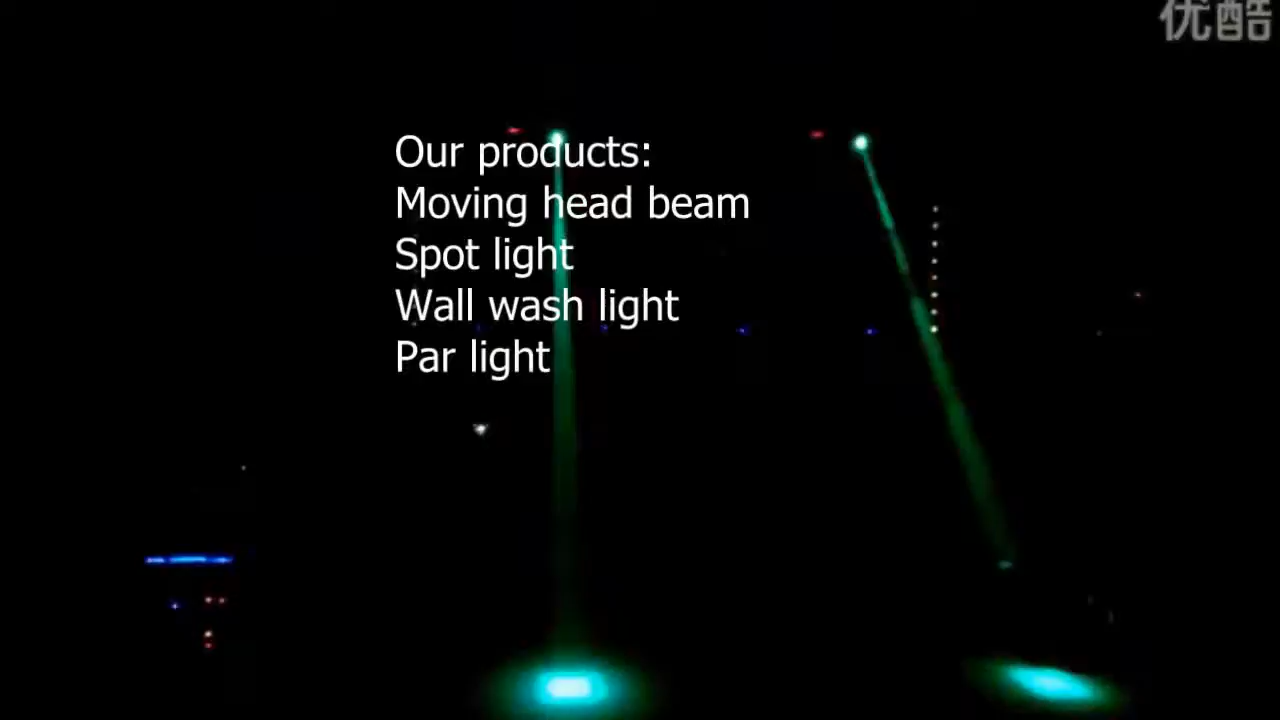 优酷
Our products:
Moving head beam
Spot light
Wall wash light
Par light